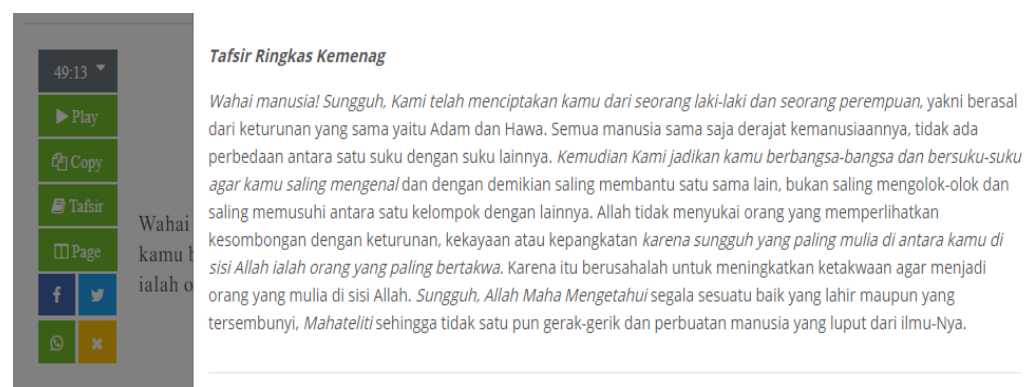 49:13
Play
Copy
Tafsir
Page
Wahai
kamu b
ialah o
Tafsir Ringkas Kemenag
Wahai manusia! Sungguh, Kami telah menciptakan kamu dari seorang laki-laki dan seorang perempuan, yakni berasal
dari keturunan yang sama yaitu Adam dan Hawa. Semua manusia sama saja derajat kemanusiaannya, tidak ada
perbedaan antara satu suku dengan suku lainnya. Kemudian Kami jadikan kamu berbangsa-bangsa dan bersuku-suku
agar kamu saling mengenal dan dengan demikian saling membantu satu sama lain, bukan saling mengolok-olok dan
saling memusuhi antara satu kelompok dengan lainnya. Allah tidak menyukai orang yang memperlihatkan
kesombongan dengan keturunan, kekayaan atau kepangkatan karena sungguh yang paling mulia di antara kamu di
sisi Allah ialah orang yang paling bertakwa. Karena itu berusahalah untuk meningkatkan ketakwaan agar menjadi
orang yang mulia di sisi Allah. Sungguh, Allah Maha Mengetahui segala sesuatu baik yang lahir maupun yang
tersembunyi, Mahateliti sehingga tidak satu pun gerak-gerik dan perbuatan manusia yang luput dari ilmu-Nya.